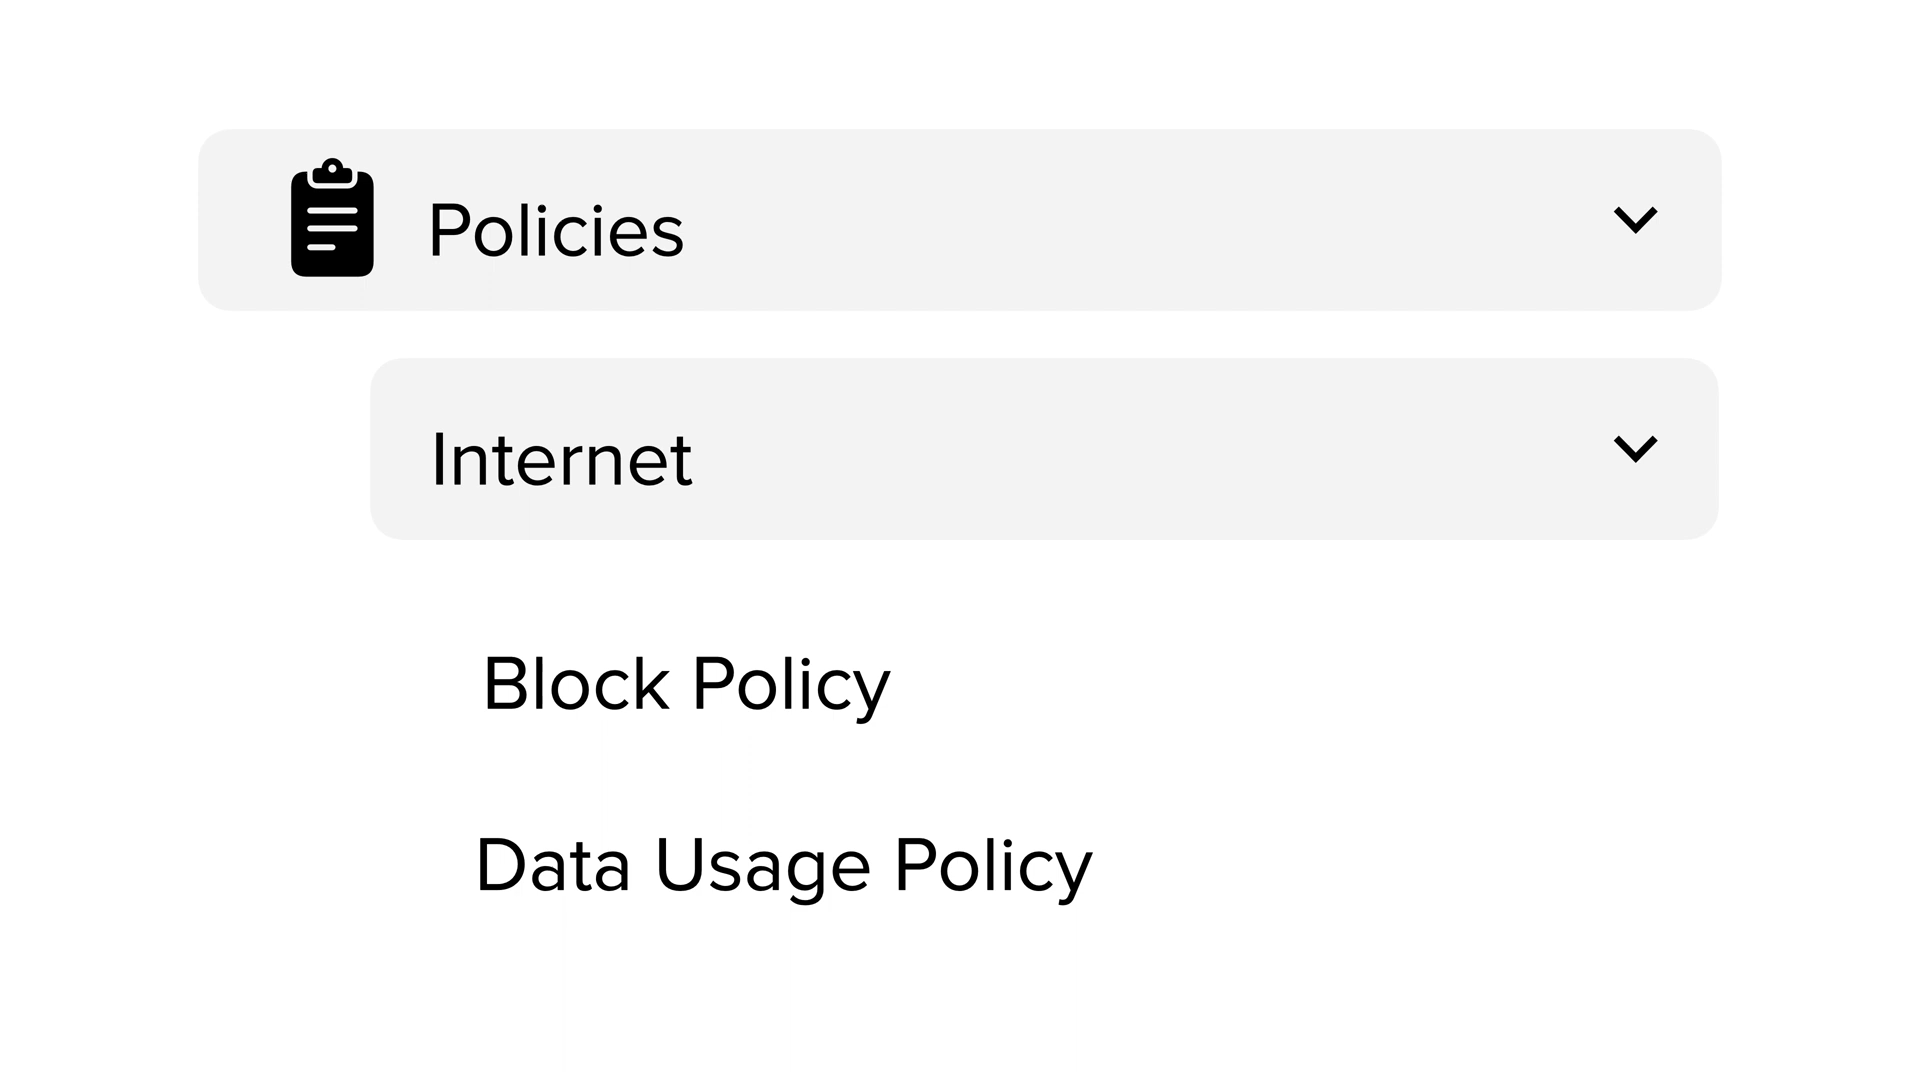 Policies
Internet
Block Policy
Data Usage Policy